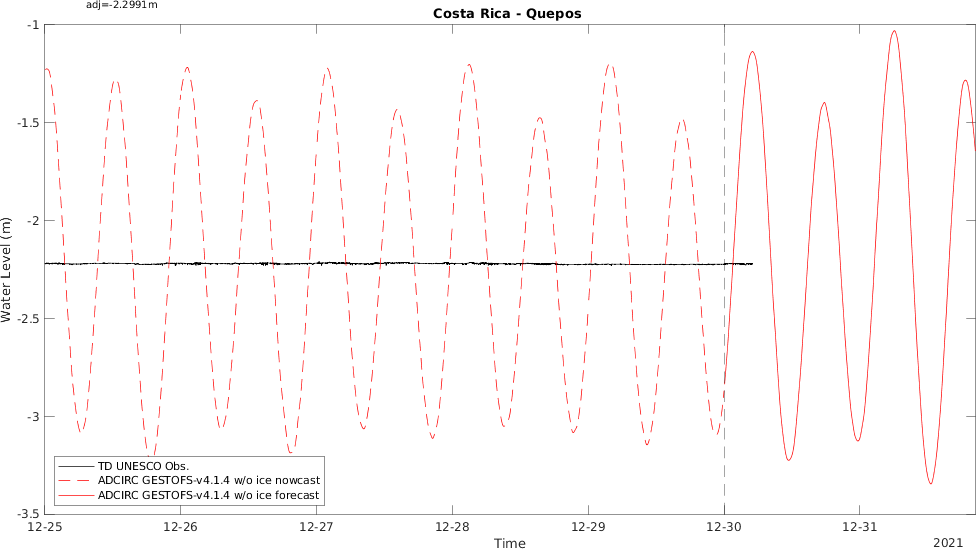 adj=-2.2991m
Costa Rica - Quepos
-1
-1.5
-2
-2.5
-3
-3.5
Water Level (m)
TD UNESCO Obs.
ADCIRC GESTOFS-v4.1.4 w/o ice nowcast
ADCIRC GESTOFS-v4.1.4 w/o ice forecast
12-25 12-26 12-27 12-28 12-29 12-30 12-31
Time
2021